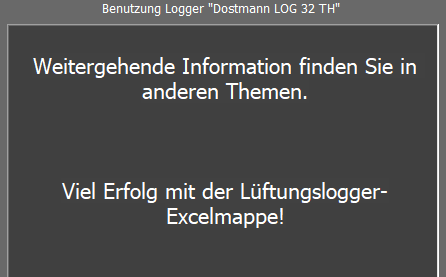 Benutzung Logger "Dostmann LOG 32 TH"
Weitergehende Information finden Sie in
anderen Themen.
Viel Erfolg mit der Lüftungslogger-
Excelmappe!